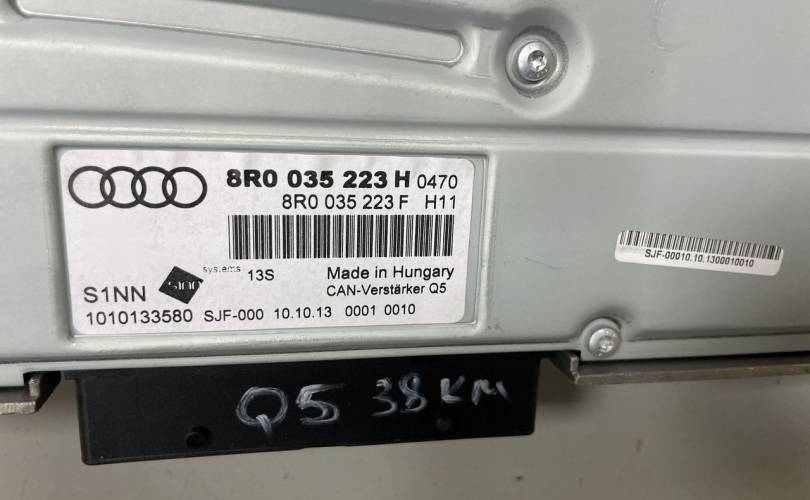 8R0 035 223 H 0470
8R0 035 223 F H11
systems 13S Made in Hungary
S1NN CAN-Verstärker Q5
1010133580 SJF-000 10.10.13 0001 0010
SJF-00010.10.1300010010
Q5 38KM